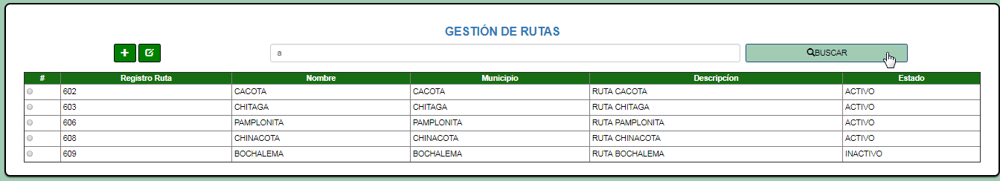 GESTIÓN DE RUTAS
a BUSCAR
# Registro Ruta Nombre Municipio Descripcíon Estado
602 CACOTA CACOTA RUTA CACOTA ACTIVO
603 CHITAGA CHITAGA RUTA CHITAGA ACTIVO
606 PAMPLONITA PAMPLONITA RUTA PAMPLONITA ACTIVO
608 CHINACOTA CHINACOTA RUTA CHINACOTA ACTIVO
609 BOCHALEMA BOCHALEMA RUTA BOCHALEMA INACTIVO